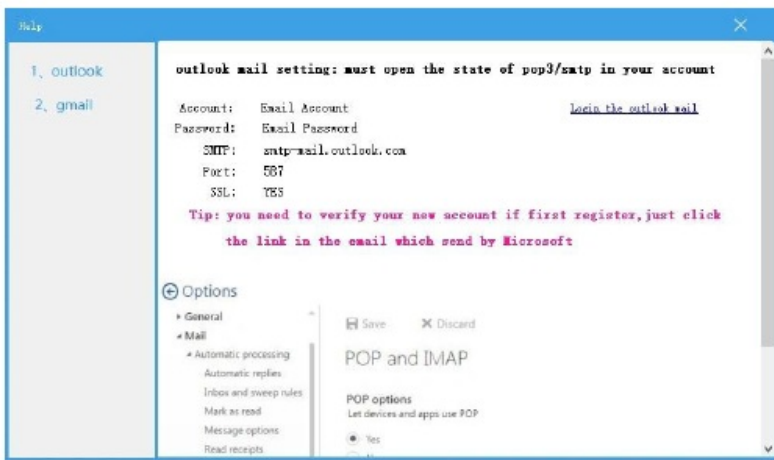 Help
1、outlook
2、gmail
outlook mail setting: must open the state of pop3/smtp in your account
Account: Email Account
Login the outlook mail
Password: Email Password
SMTP: smtp-mail.outlook.com
Port: 587
SSL: YES
Tip: you need to verify your new account if first register,just click
the link in the email which send by Microsoft
Options
General
Mail
Automatic processing
Automatic replies
Inbox and sweep rules
Mark as read
Message options
Read receipts
Save Discard
POP and IMAP
POP options
Let devices and apps use POP
Yes